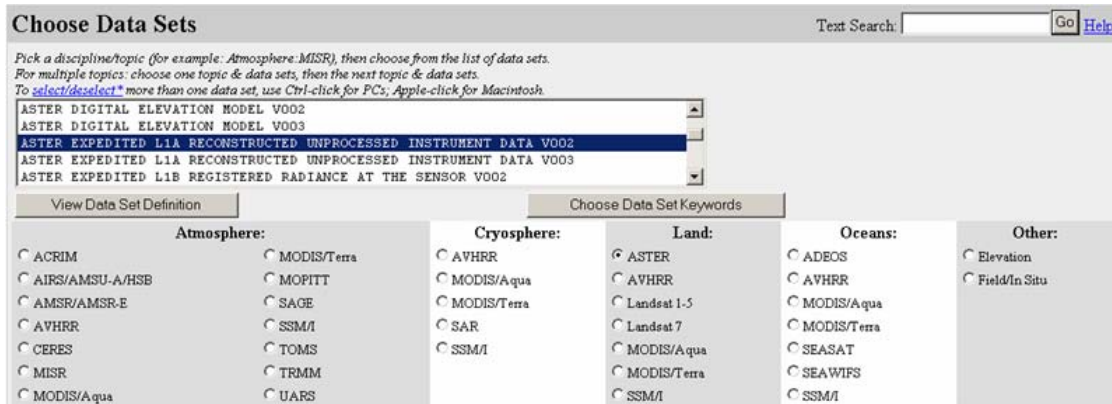 Choose Data Sets
Text Search:
Go
Help
Pick a discipline/topic (for example: Atmosphere:MISR), then choose from the list of data sets.
For multiple topics: choose one topic & data sets, then the next topic & data sets.
To select/deselect* more than one data set, use Ctrl-click for PCs; Apple-click for Macintosh.
ASTER DIGITAL ELEVATION MODEL V002
ASTER DIGITAL ELEVATION MODEL V003
ASTER EXPEDITED L1A RECONSTRUCTED UNPROCESSED INSTRUMENT DATA V002
ASTER EXPEDITED L1A RECONSTRUCTED UNPROCESSED INSTRUMENT DATA V003
ASTER EXPEDITED L1B REGISTERED RADIANCE AT THE SENSOR V002
View Data Set Definition
Choose Data Set Keywords
Atmosphere:
ACRIM
AIRS/AMSU-A/HSB
AMSR/AMSR-E
AVHRR
CERES
MISR
MODIS/Aqua
MODIS/Terra
MOPITT
SAGE
SSM/I
TOMS
TRMM
UARS
Cryosphere:
AVHRR
MODIS/Aqua
MODIS/Terra
SAR
SSM/I
Land:
ASTER
AVHRR
Landsat 1-5
Landsat 7
MODIS/Aqua
MODIS/Terra
SSM/I
Oceans:
ADEOS
AVHRR
MODIS/Aqua
MODIS/Terra
SEASAT
SEAWIFS
SSM/I
Other:
Elevation
Field/In Situ